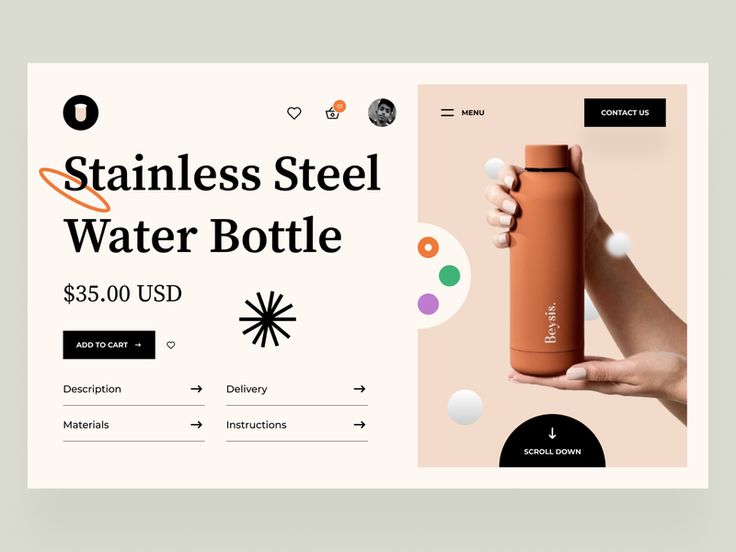 01
Stainless Steel
Water Bottle
$35.00 USD
ADD TO CART →
Description →
Delivery →
Materials →
Instructions →
MENU
CONTACT US
Beysis.
↓
SCROLL DOWN